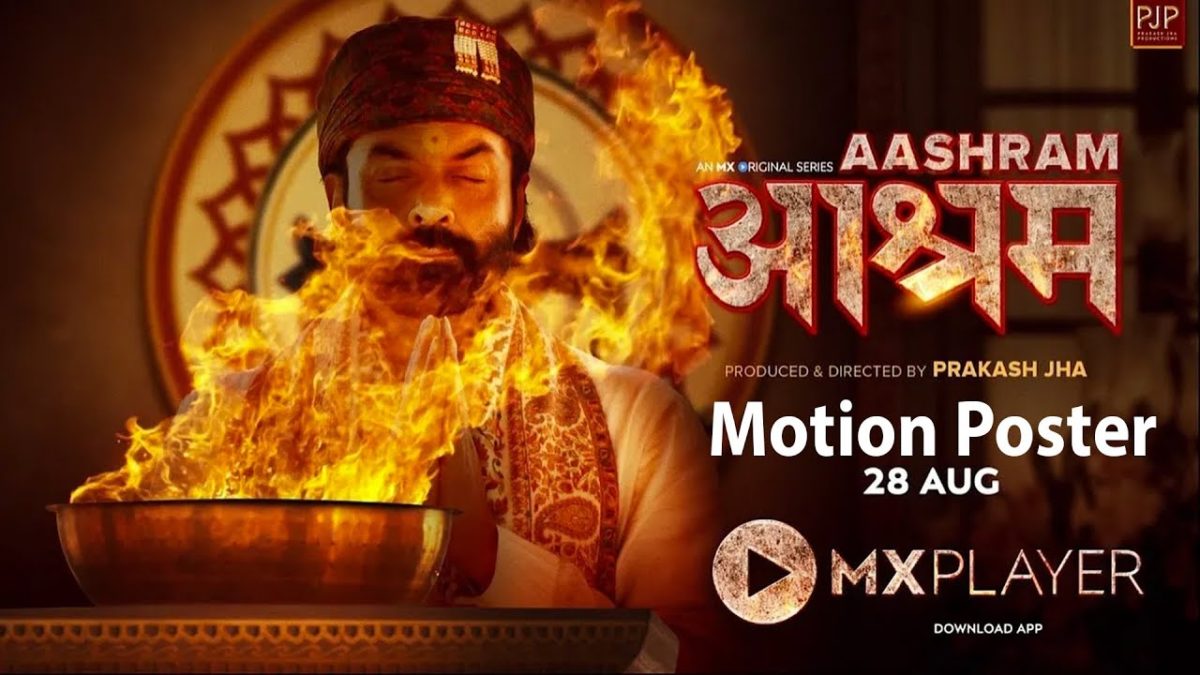 PJP
PRAKASH JHA
PRODUCTIONS
AN MX ORIGINAL SERIES AASHRAM
आश्रम
PRODUCED & DIRECTED BY PRAKASH JHA
Motion Poster
28 AUG
MXPLAYER
DOWNLOAD APP